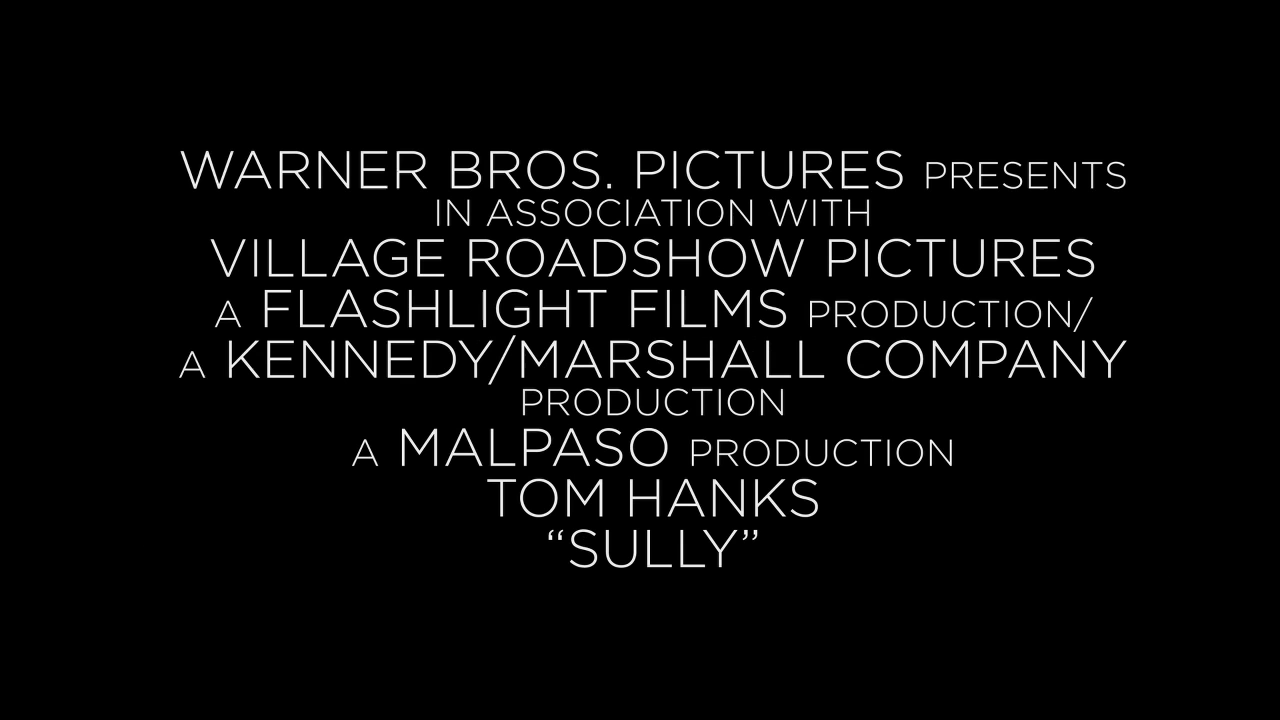 WARNER BROS. PICTURES PRESENTS
IN ASSOCIATION WITH
VILLAGE ROADSHOW PICTURES
A FLASHLIGHT FILMS PRODUCTION/
A KENNEDY/MARSHALL COMPANY
PRODUCTION
A MALPASO PRODUCTION
TOM HANKS
“SULLY”